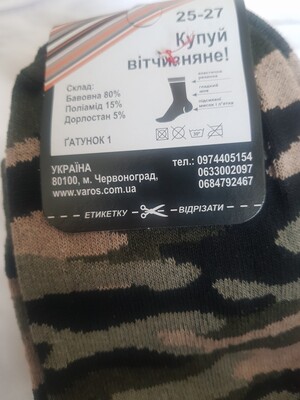 25-27
Купуй
вітчизняне!
Склад:
Бавовна 80%
Поліамід 15%
Дорлостан 5%
ҐАТУНОК 1
УКРАЇНА
80100, м. Червоноград,
www.varos.com.ua
тел.: 0974405154
0633002097
0684792467
ЕТИКЕТКУ
ВІДРІЗАТИ